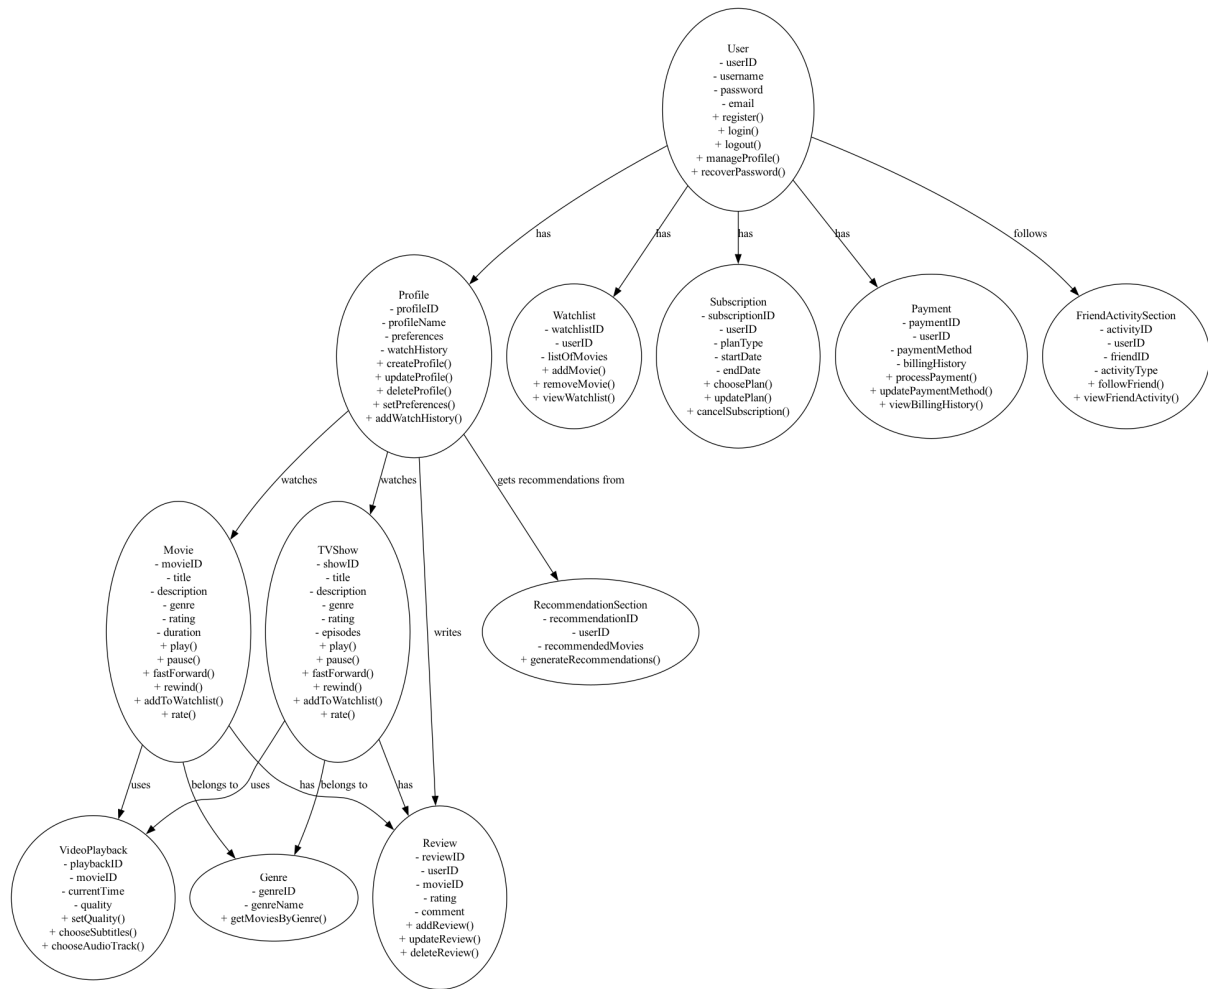 User
- userID
- username
- password
- email
+ register()
+ login()
+ logout()
+ manageProfile()
+ recoverPassword()
has
has
has
has
follows
Profile
- profileID
- profileName
- preferences
- watchHistory
+ createProfile()
+ updateProfile()
+ deleteProfile()
+ setPreferences()
+ addWatchHistory()
Watchlist
- watchlistID
- userID
- listOfMovies
+ addMovie()
+ removeMovie()
+ viewWatchlist()
Subscription
- subscriptionID
- userID
- planType
- startDate
- endDate
+ choosePlan()
+ updatePlan()
+ cancelSubscription()
Payment
- paymentID
- userID
- paymentMethod
- billingHistory
+ processPayment()
+ updatePaymentMethod()
+ viewBillingHistory()
FriendActivitySection
- activityID
- userID
- friendID
- activityType
+ followFriend()
+ viewFriendActivity()
watches
watches
gets recommendations from
writes
Movie
- movieID
- title
- description
- genre
- rating
- duration
+ play()
+ pause()
+ fastForward()
+ rewind()
+ addToWatchlist()
+ rate()
TVShow
- showID
- title
- description
- genre
- rating
- episodes
+ play()
+ pause()
+ fastForward()
+ rewind()
+ addToWatchlist()
+ rate()
RecommendationSection
- recommendationID
- userID
- recommendedMovies
+ generateRecommendations()
uses
belongs to
uses
has
belongs to
has
VideoPlayback
- playbackID
- movieID
- currentTime
- quality
+ setQuality()
+ chooseSubtitles()
+ chooseAudioTrack()
Genre
- genreID
- genreName
+ getMoviesByGenre()
Review
- reviewID
- userID
- movieID
- rating
- comment
+ addReview()
+ updateReview()
+ deleteReview()